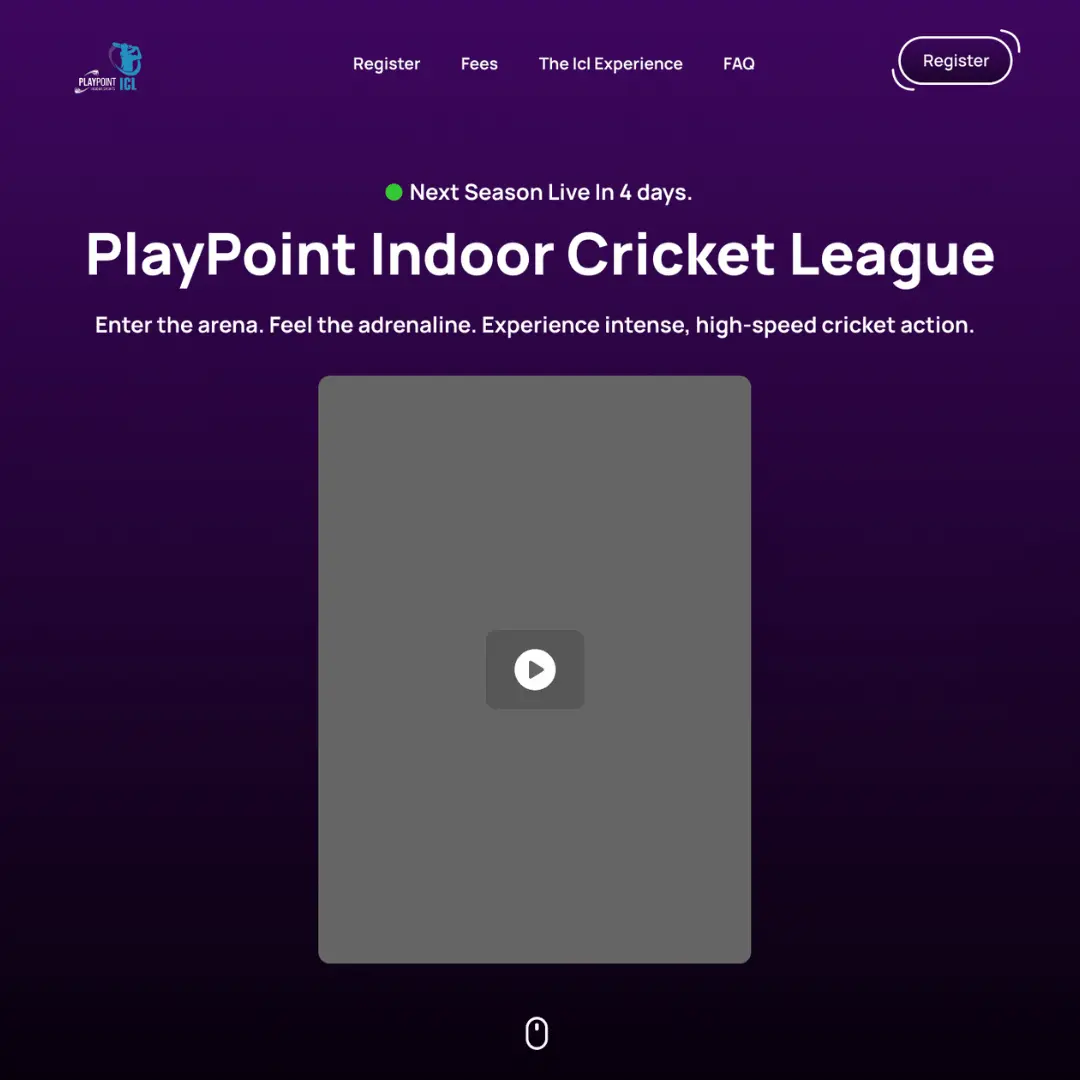 PLAYPOINT ICL
Register
Fees
The Icl Experience
FAQ
Register
Next Season Live In 4 days.
PlayPoint Indoor Cricket League
Enter the arena. Feel the adrenaline. Experience intense, high-speed cricket action.